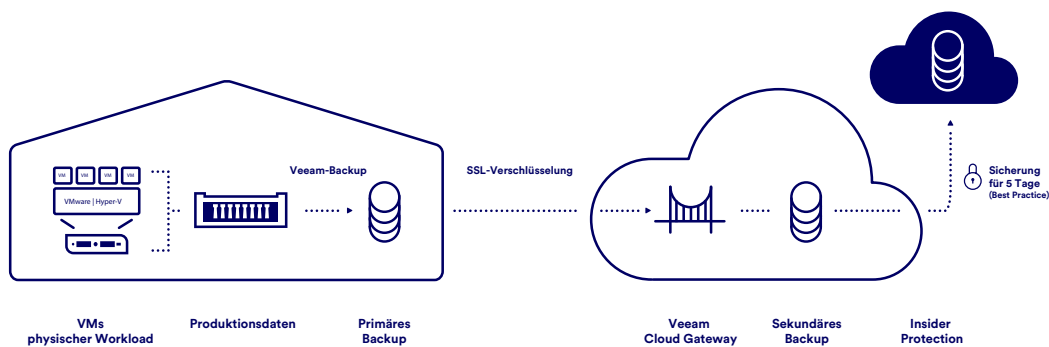 Veeam-Backup
SSL-Verschlüsselung
Sicherung
für 5 Tage
(Best Practice)
VM VM VM VM
VMware | Hyper-V
VMs
physischer Workload
Produktionsdaten
Primäres
Backup
Veeam
Cloud Gateway
Sekundäres
Backup
Insider
Protection